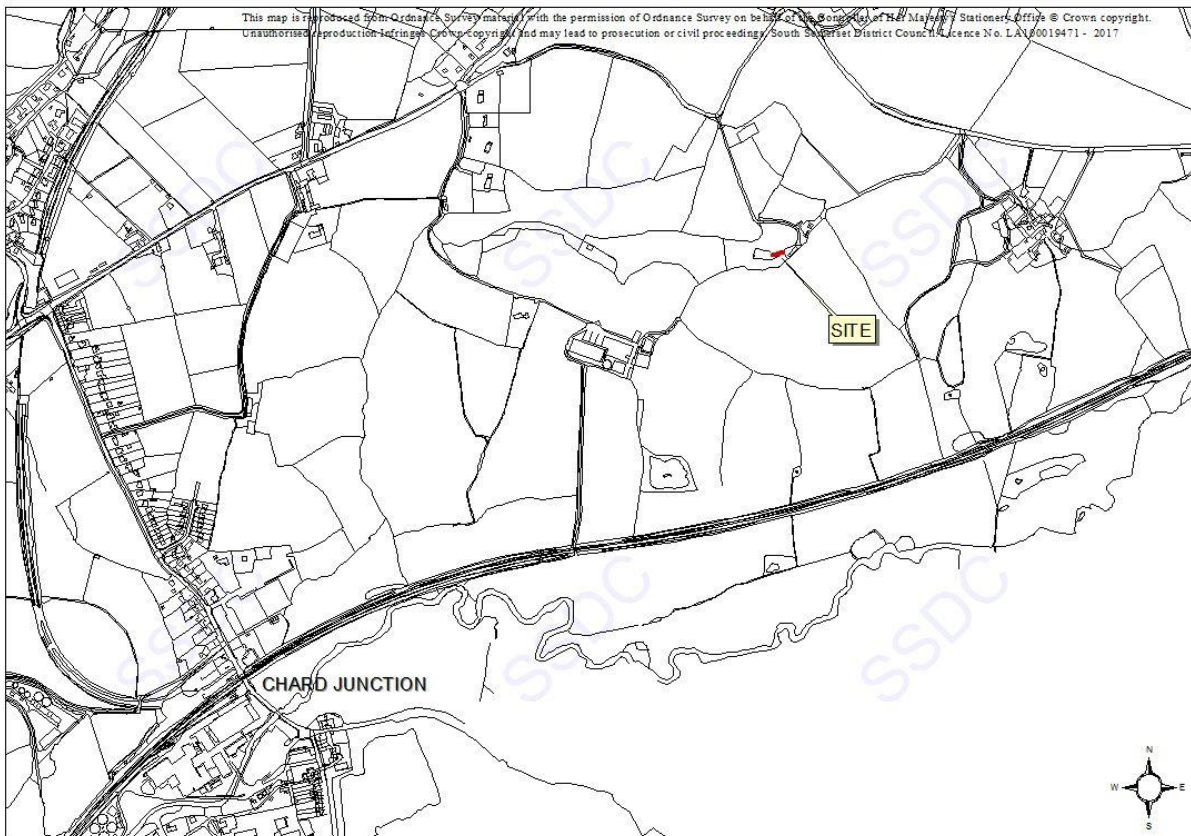 This map is reproduced from Ordnance Survey material with the permission of Ordnance Survey on behalf of the Controller of Her Majesty's Stationery Office © Crown copyright.
Unauthorised reproduction Infringes Crown copyright and may lead to prosecution or civil proceedings. South Somerset District Council Licence No. LA100019471 - 2017
SSDC
SSDC
SSDC
SITE
SSDC
SSDC
SSDC
CHARD JUNCTION
N
W
E
S